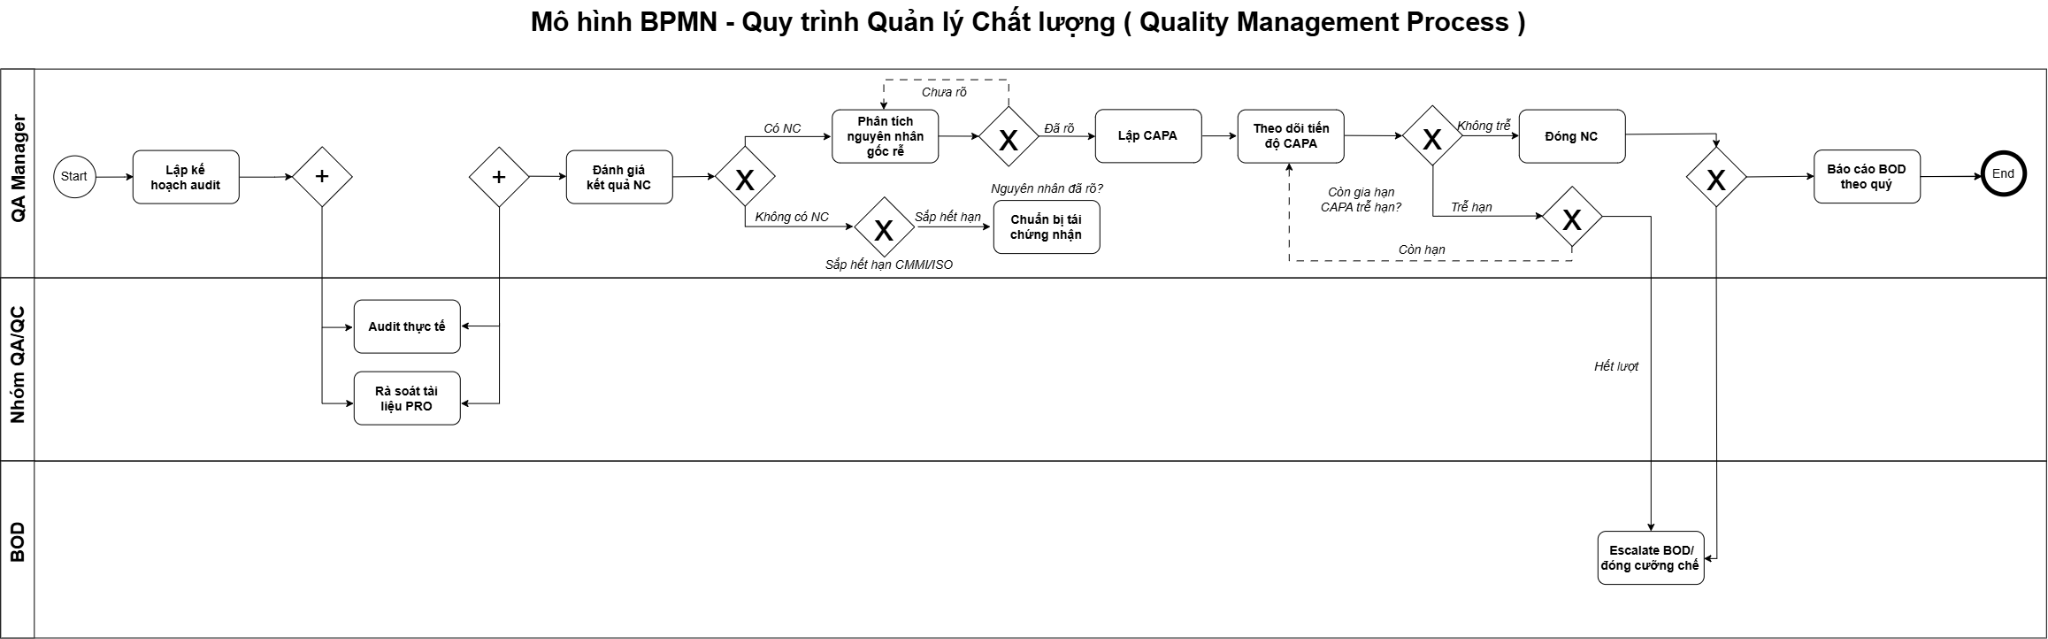 Mô hình BPMN - Quy trình Quản lý Chất lượng ( Quality Management Process )
QA Manager
Start
Lập kế
hoạch audit
+
+
Đánh giá
kết quả NC
X
Có NC
Không có NC
Phân tích
nguyên nhân
gốc rễ
Chưa rõ
X
Đã rõ
Nguyên nhân đã rõ?
X
Sắp hết hạn CMMI/ISO
Sắp hết hạn
Chuẩn bị tái
chứng nhận
Lập CAPA
Theo dõi tiến
độ CAPA
X
Không trễ
Đóng NC
Còn gia hạn
CAPA trễ hạn?
Trễ hạn
X
Còn hạn
X
Báo cáo BOD
theo quý
End
Nhóm QA/QC
Audit thực tế
Rà soát tài
liệu PRO
Hết lượt
BOD
Escalate BOD/
đóng cưỡng chế